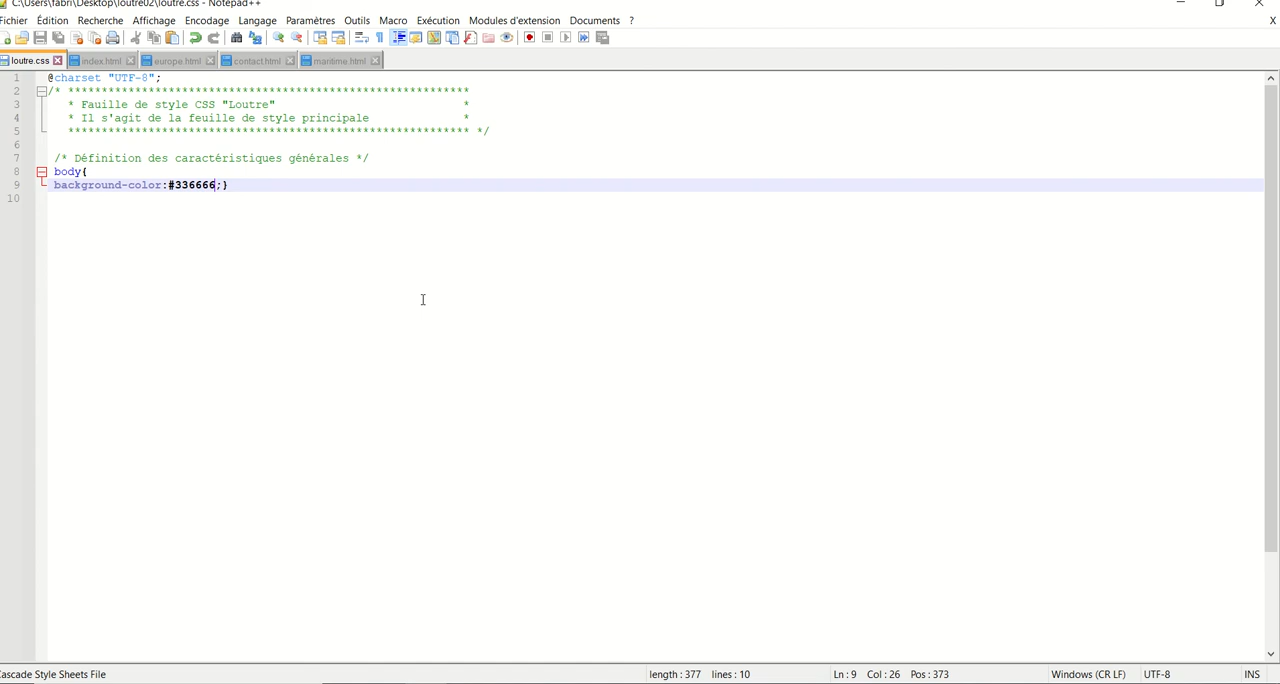 C:\Users\fabri\Desktop\loutre02\loutre.css - Notepad++
Fichier Édition Recherche Affichage Encodage Langage Paramètres Outils Macro Exécution Modules d'extension Documents ? X
loutre.css index.html europe.html contact.html maritime.html
1 @charset "UTF-8";
2 /* ************************************************************
3 * Fauille de style CSS "Loutre" *
4 * Il s'agit de la feuille de style principale *
5 ************************************************************ */
6
7 /* Définition des caractéristiques générales */
8 body{
9 background-color:#336666;}
10
Cascade Style Sheets File length : 377 lines : 10 Ln : 9 Col : 26 Pos : 373 Windows (CR LF) UTF-8 INS